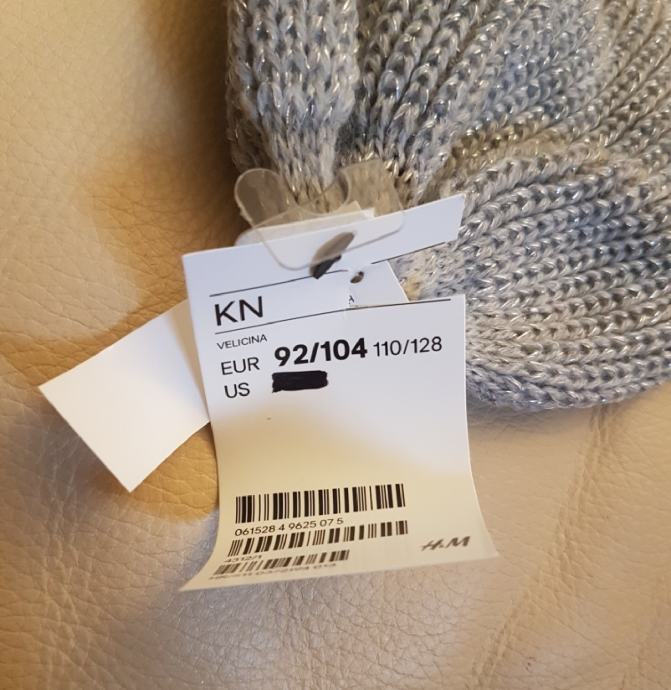 KN
A
VELICINA
EUR 92/104 110/128
US
061528 4 9625 07 5
H&M